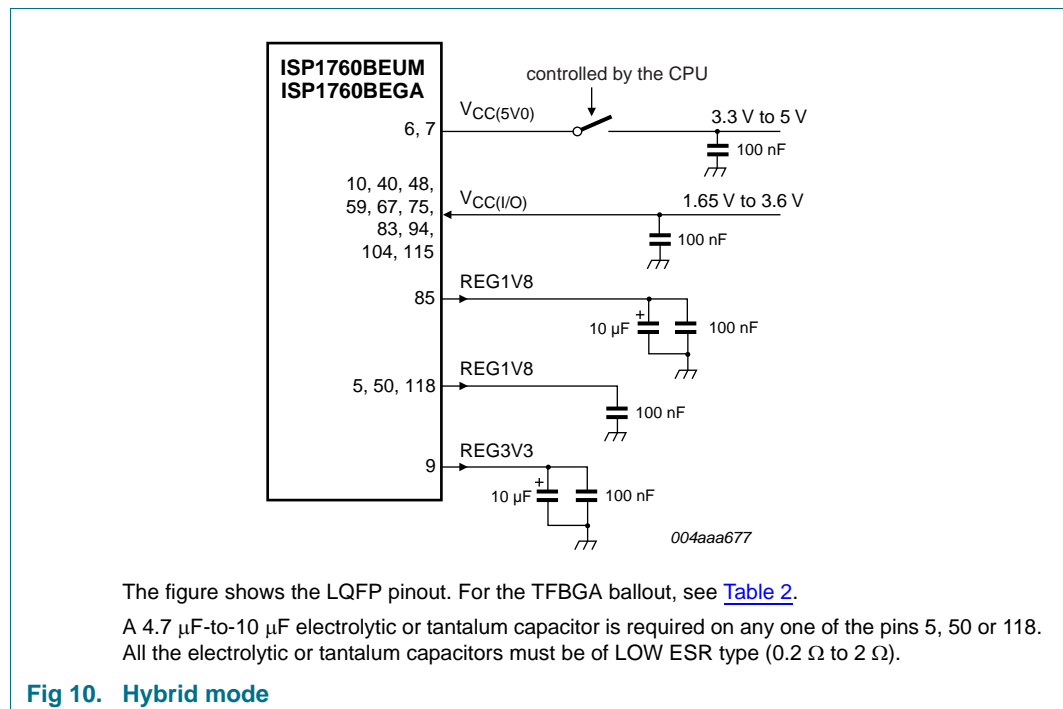 ISP1760BEUM
ISP1760BEGA
controlled by the CPU
VCC(5V0)
6, 7
3.3 V to 5 V
100 nF
10, 40, 48,
59, 67, 75,
83, 94,
104, 115
VCC(I/O)
1.65 V to 3.6 V
100 nF
REG1V8
85
+
10 μF
100 nF
REG1V8
5, 50, 118
100 nF
REG3V3
9
+
10 μF
100 nF
004aaa677
The figure shows the LQFP pinout. For the TFBGA ballout, see Table 2.
A 4.7 μF-to-10 μF electrolytic or tantalum capacitor is required on any one of the pins 5, 50 or 118.
All the electrolytic or tantalum capacitors must be of LOW ESR type (0.2 Ω to 2 Ω).
Fig 10. Hybrid mode